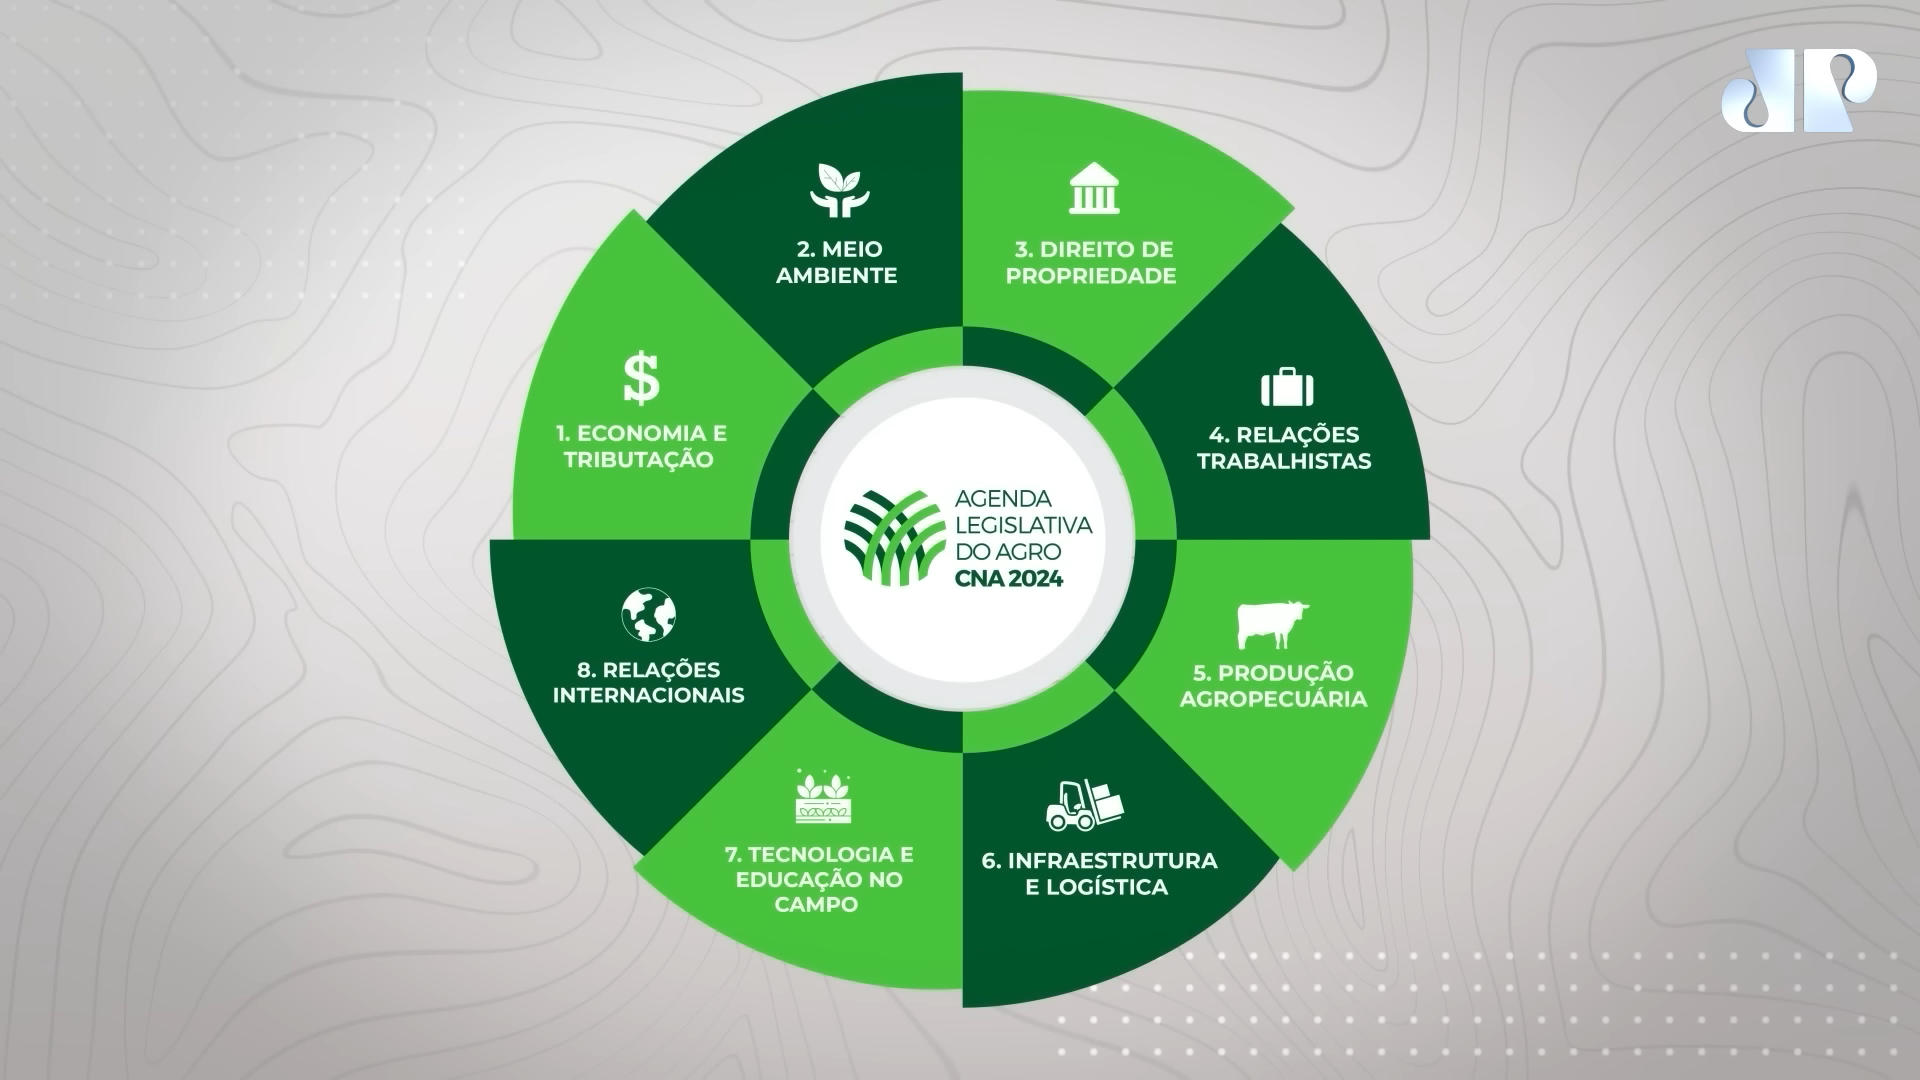 JP
2. MEIO
AMBIENTE
3. DIREITO DE
PROPRIEDADE
$
1. ECONOMIA E
TRIBUTAÇÃO
4. RELAÇÕES
TRABALHISTAS
AGENDA
LEGISLATIVA
DO AGRO
CNA 2024
8. RELAÇÕES
INTERNACIONAIS
5. PRODUÇÃO
AGROPECUÁRIA
7. TECNOLOGIA E
EDUCAÇÃO NO
CAMPO
6. INFRAESTRUTURA
E LOGÍSTICA